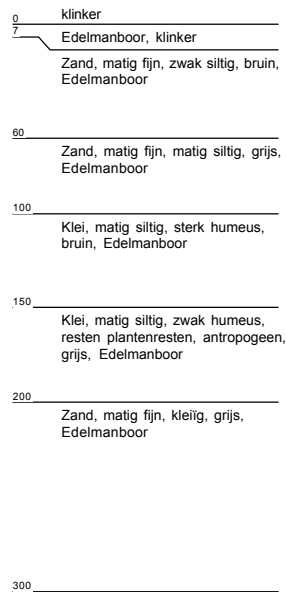 klinker
0
7
Edelmanboor, klinker
Zand, matig fijn, zwak siltig, bruin,
Edelmanboor
60
Zand, matig fijn, matig siltig, grijs,
Edelmanboor
100
Klei, matig siltig, sterk humeus,
bruin, Edelmanboor
150
Klei, matig siltig, zwak humeus,
resten plantenresten, antropogeen,
grijs, Edelmanboor
200
Zand, matig fijn, kleiïg, grijs,
Edelmanboor
300